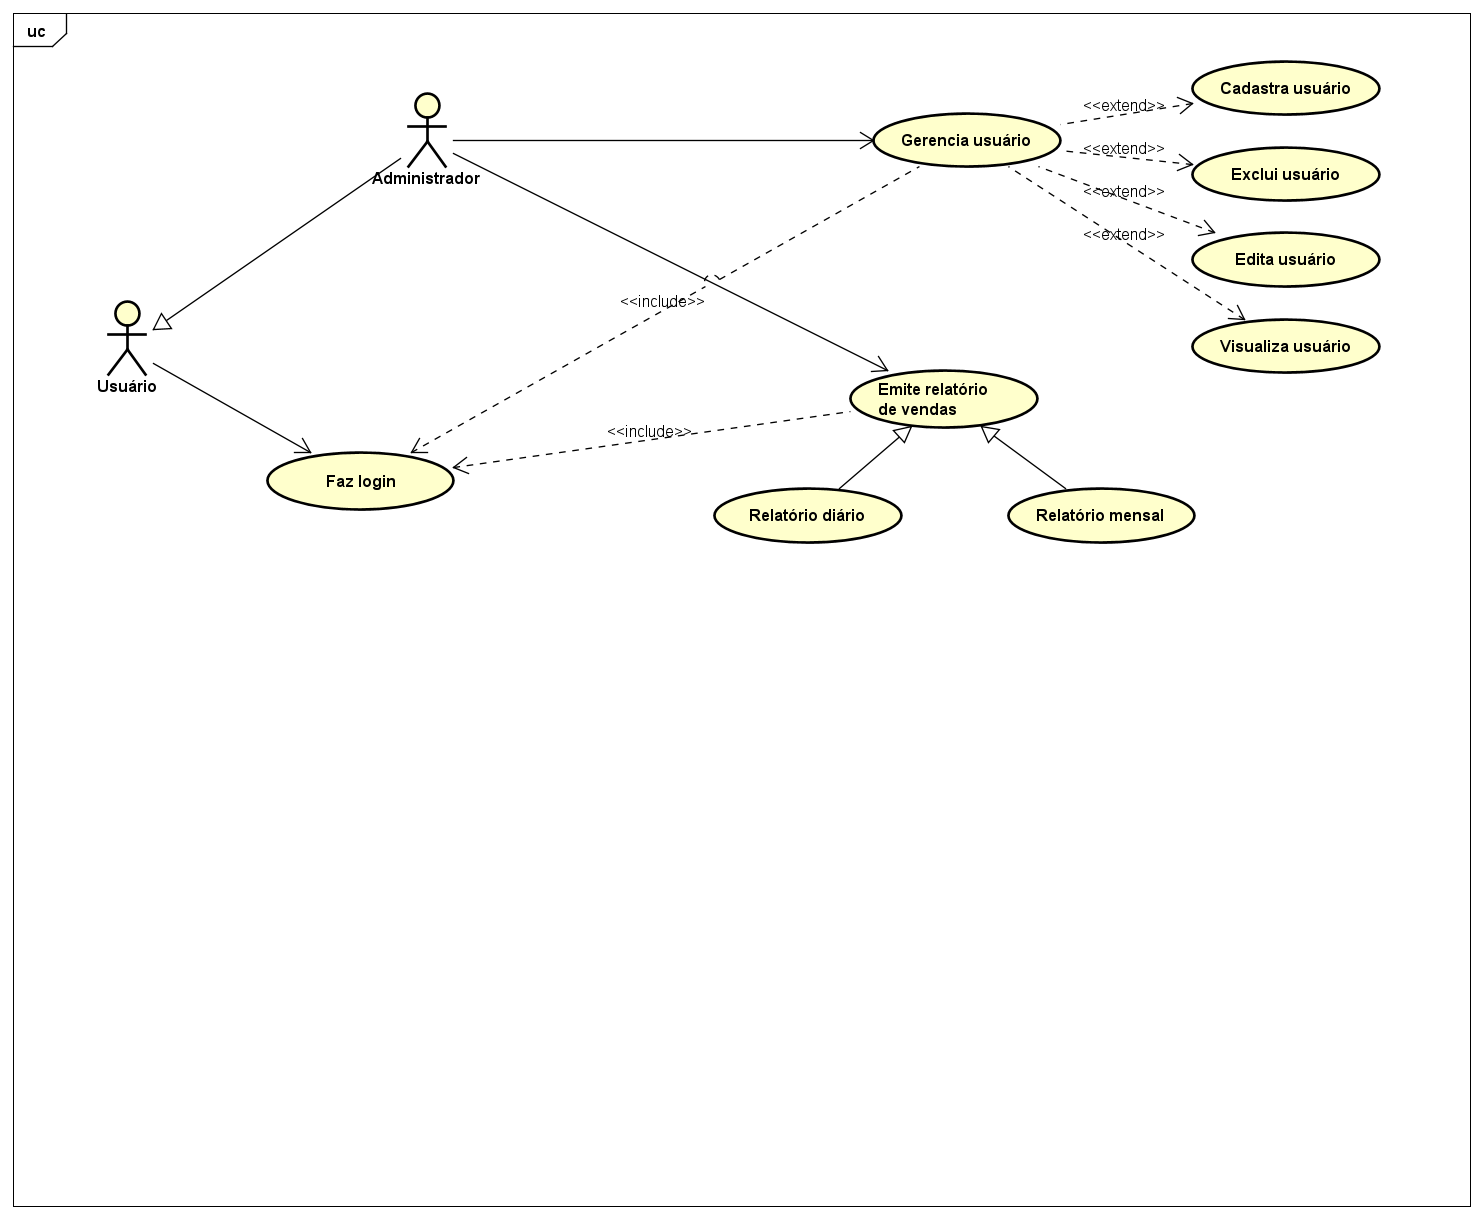 uc
Cadastra usuário
<<extend>>
Gerencia usuário
<<extend>>
Exclui usuário
Administrador
<<extend>>
<<extend>>
Edita usuário
<<include>>
Visualiza usuário
Usuário
Emite relatório
de vendas
<<include>>
Faz login
Relatório diário
Relatório mensal